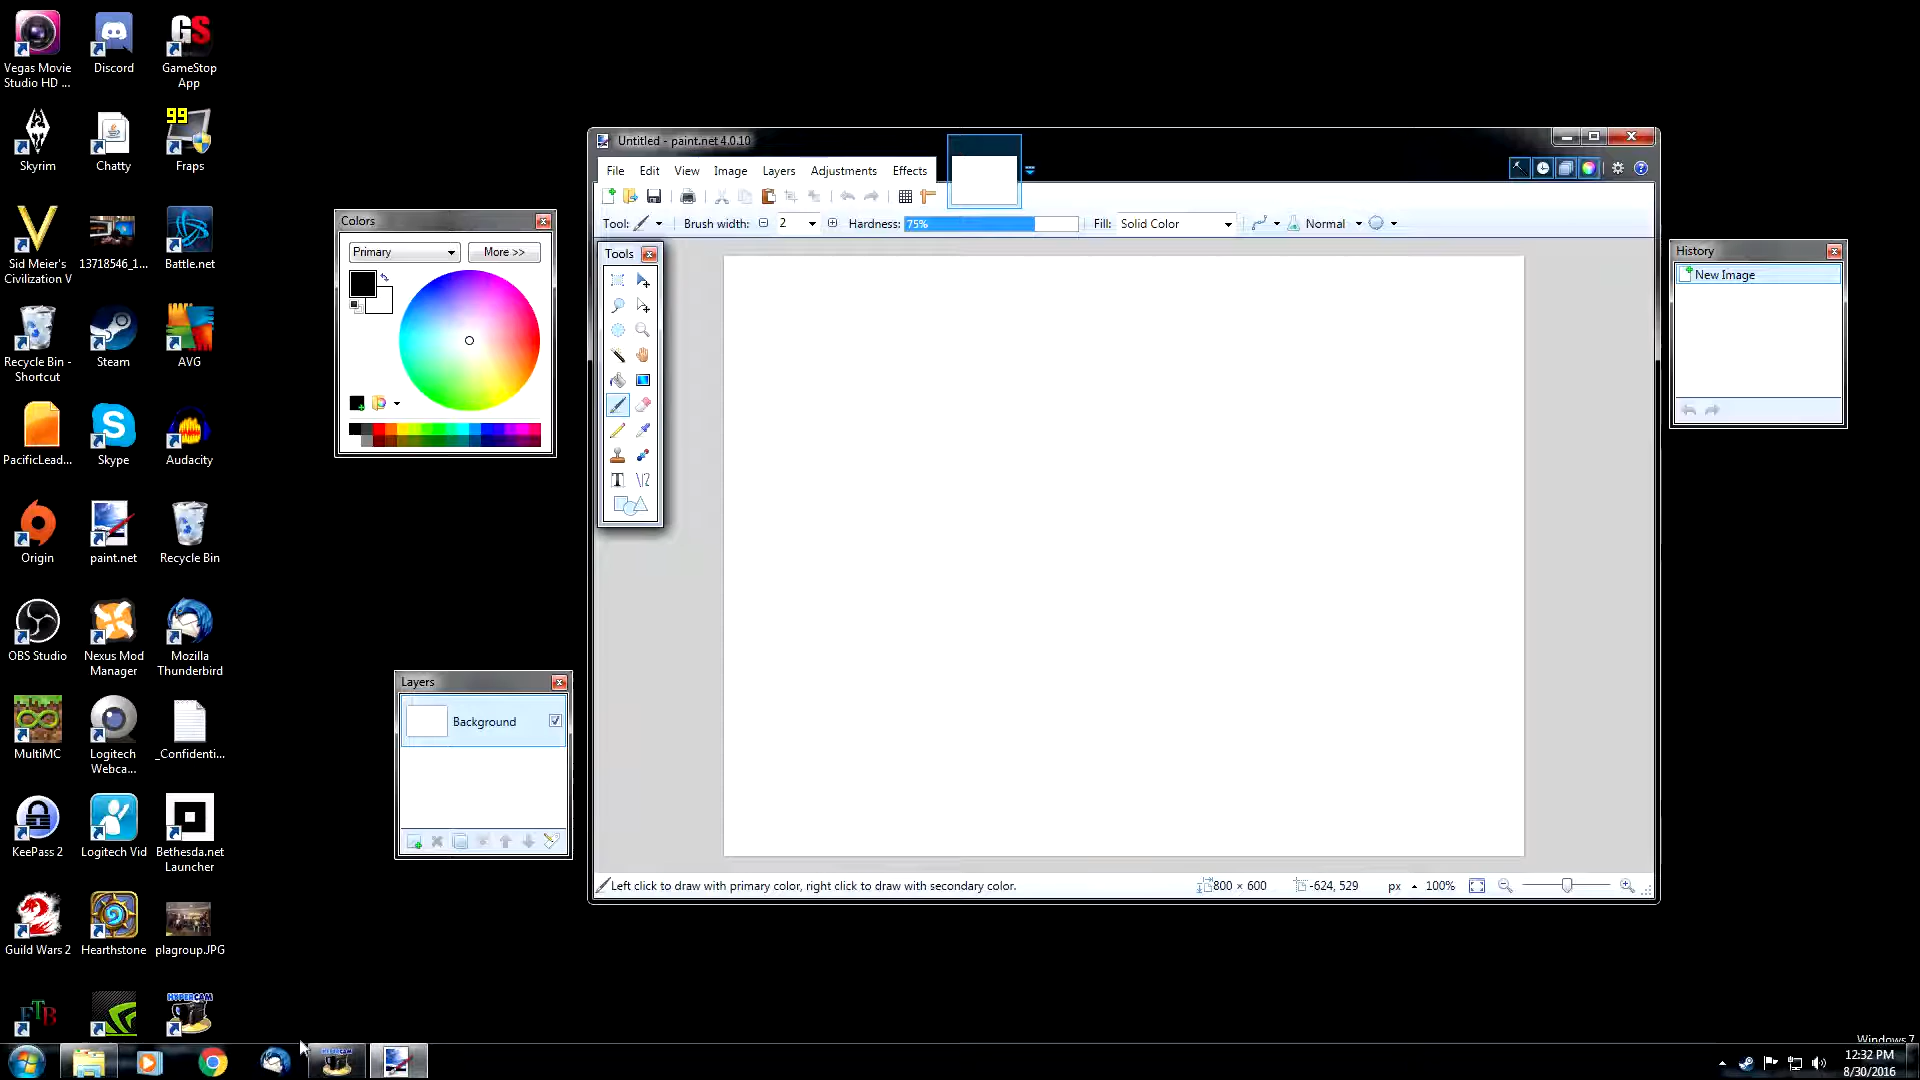 Vegas Movie
Studio HD ...
Discord
GS
GameStop
App
Skyrim
Chatty
99
Fraps
Sid Meier's
Civilization V
13718546_1...
Battle.net
Recycle Bin -
Shortcut
Steam
AVG
PacificLead...
Skype
Audacity
Origin
paint.net
Recycle Bin
OBS Studio
Nexus Mod
Manager
Mozilla
Thunderbird
MultiMC
Logitech
Webca...
_Confidenti...
KeePass 2
Logitech Vid
Bethesda.net
Launcher
Guild Wars 2
Hearthstone
plagroup.JPG
FTB
HYPERCAM
Colors
Primary
More >>
Layers
Background
Untitled - paint.net 4.0.10
File Edit View Image Layers Adjustments Effects
Tool: Brush width: 2 Hardness: 75% Fill: Solid Color Normal
Tools
History
New Image
Left click to draw with primary color, right click to draw with secondary color.
800 × 600
-624, 529
px
100%
Windows 7
HYPERCAM
12:32 PM
8/30/2016